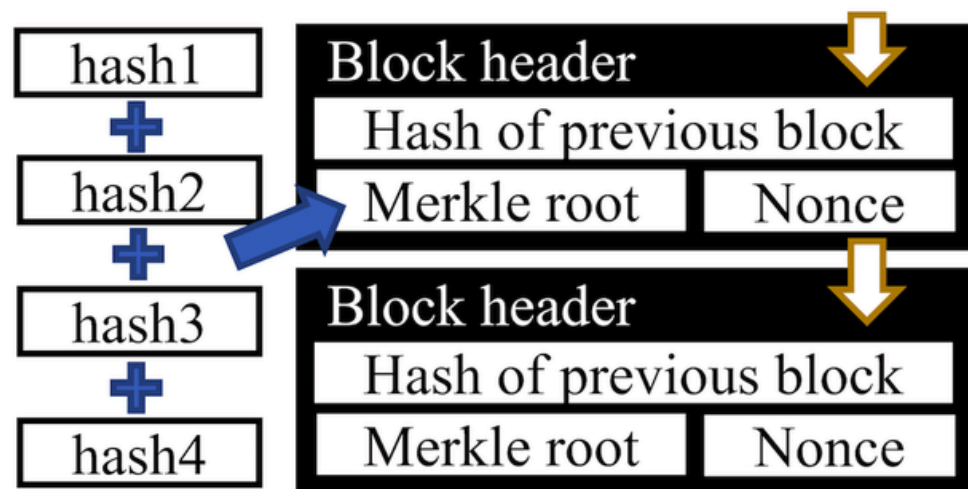 hash1
hash2
hash3
hash4
Block header
Hash of previous block
Merkle root Nonce
Block header
Hash of previous block
Merkle root Nonce